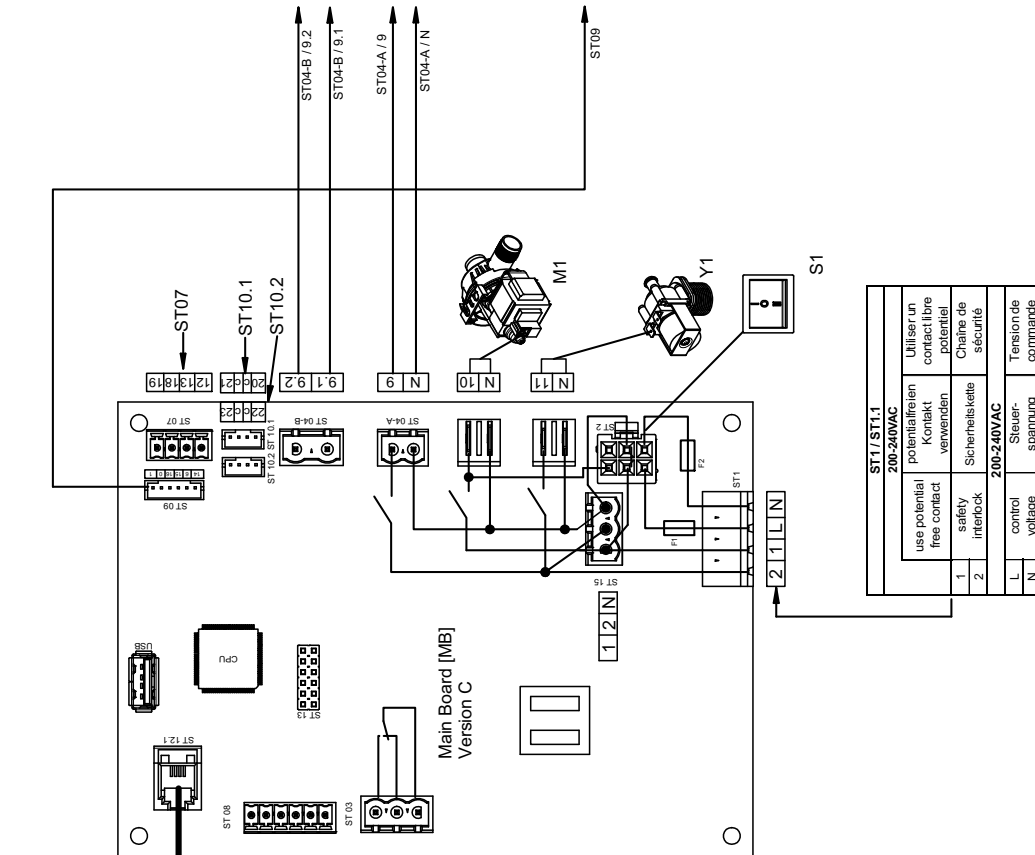 ST04-B / 9.2
ST04-B / 9.1
ST04-A / 9
ST04-A / N
ST09
M1
Y1
S1
ST07
ST10.1
ST10.2
12 13 18 19
20 c c 21
22 c c 23
9.2
9.1
9 N
N 10
N 11
ST 07
ST 10.1
ST 10.2
ST 04-B
ST 04-A
ST 2
ST 09
F2
F1
ST1
2 1 L N
ST 15
1 2 N
USB
CPU
ST 13
Main Board [MB]
Version C
ST 12.1
ST 08
ST 03
ST1 / ST1.1
200-240VAC
use potential free contact
potentialfreien Kontakt verwenden
Utiliser un contact libre potentiel
1
2
safety interlock
Sicherheitskette
Chaîne de sécurité
200-240VAC
L
N
control voltage
Steuer- spannung
Tension de commande